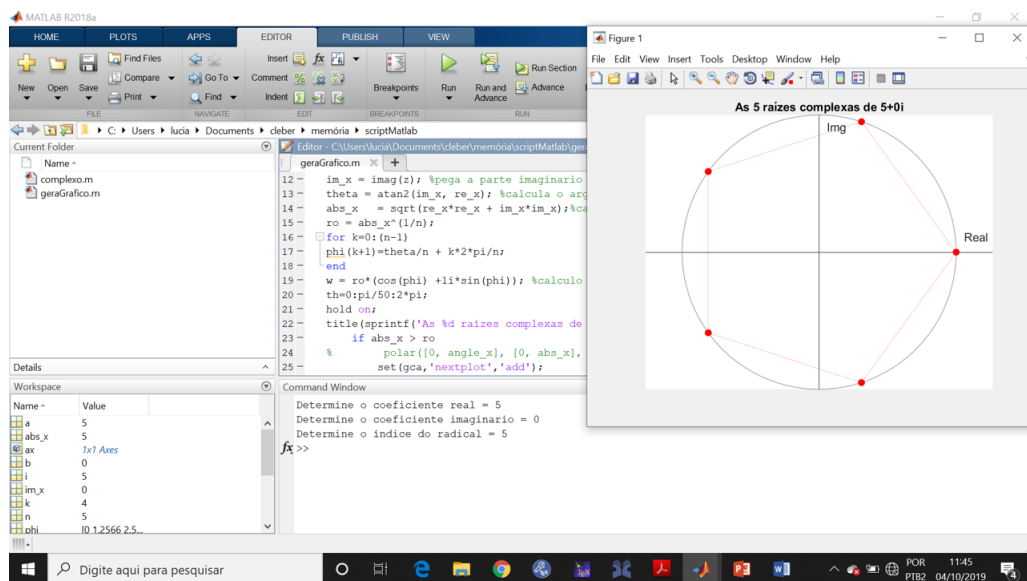 MATLAB R2018a
HOME PLOTS APPS EDITOR PUBLISH VIEW
New Open Save Find Files Compare Print
FILE
Go To Find
NAVIGATE
Insert fx
Comment
Indent
EDIT
Breakpoints
BREAKPOINTS
Run Run and Advance Run Section Advance
RUN
C: Users lucia Documents cleber memória scriptMatlab
Current Folder
Name
complexo.m
geraGrafico.m
Details
Workspace
Name Value
a 5
abs_x 5
ax 1x1 Axes
b 0
i 5
im_x 0
k 4
n 5
phi [0 1.2566 2.5...
Editor - C:\Users\lucia\Documents\cleber\memória\scriptMatlab\gera
geraGrafico.m
12 - im_x = imag(z); %pega a parte imaginario
13 - theta = atan2(im_x, re_x); %calcula o arg
14 - abs_x = sqrt(re_x*re_x + im_x*im_x);%ca
15 - ro = abs_x^(1/n);
16 - for k=0:(n-1)
17 - phi(k+1)=theta/n + k*2*pi/n;
18 - end
19 - w = ro*(cos(phi) +1i*sin(phi)); %calculo
20 - th=0:pi/50:2*pi;
21 - hold on;
22 - title(sprintf('As %d raizes complexas de
23 - if abs_x > ro
24 % polar([0, angle_x], [0, abs_x],
25 - set(gca,'nextplot','add');
Command Window
Determine o coeficiente real = 5
Determine o coeficiente imaginario = 0
Determine o índice do radical = 5
fx >>
Figure 1
File Edit View Insert Tools Desktop Window Help
As 5 raízes complexas de 5+0i
Img
Real
Digite aqui para pesquisar
POR
PTB2
11:45
04/10/2019
4